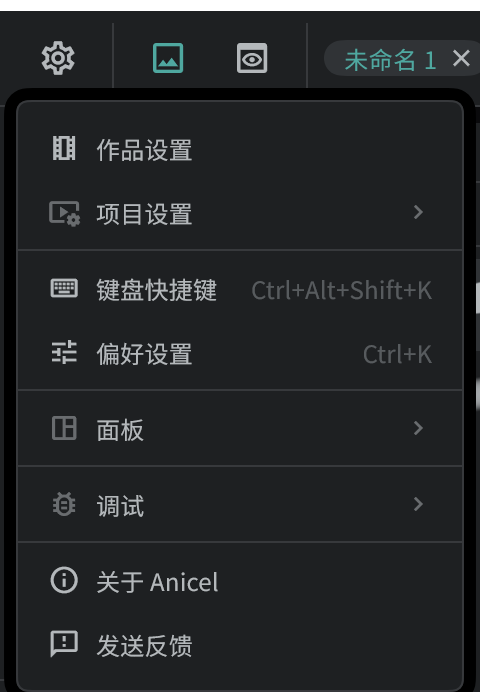 未命名 1
作品设置
项目设置
键盘快捷键 Ctrl+Alt+Shift+K
偏好设置 Ctrl+K
面板
调试
关于 Anicel
发送反馈